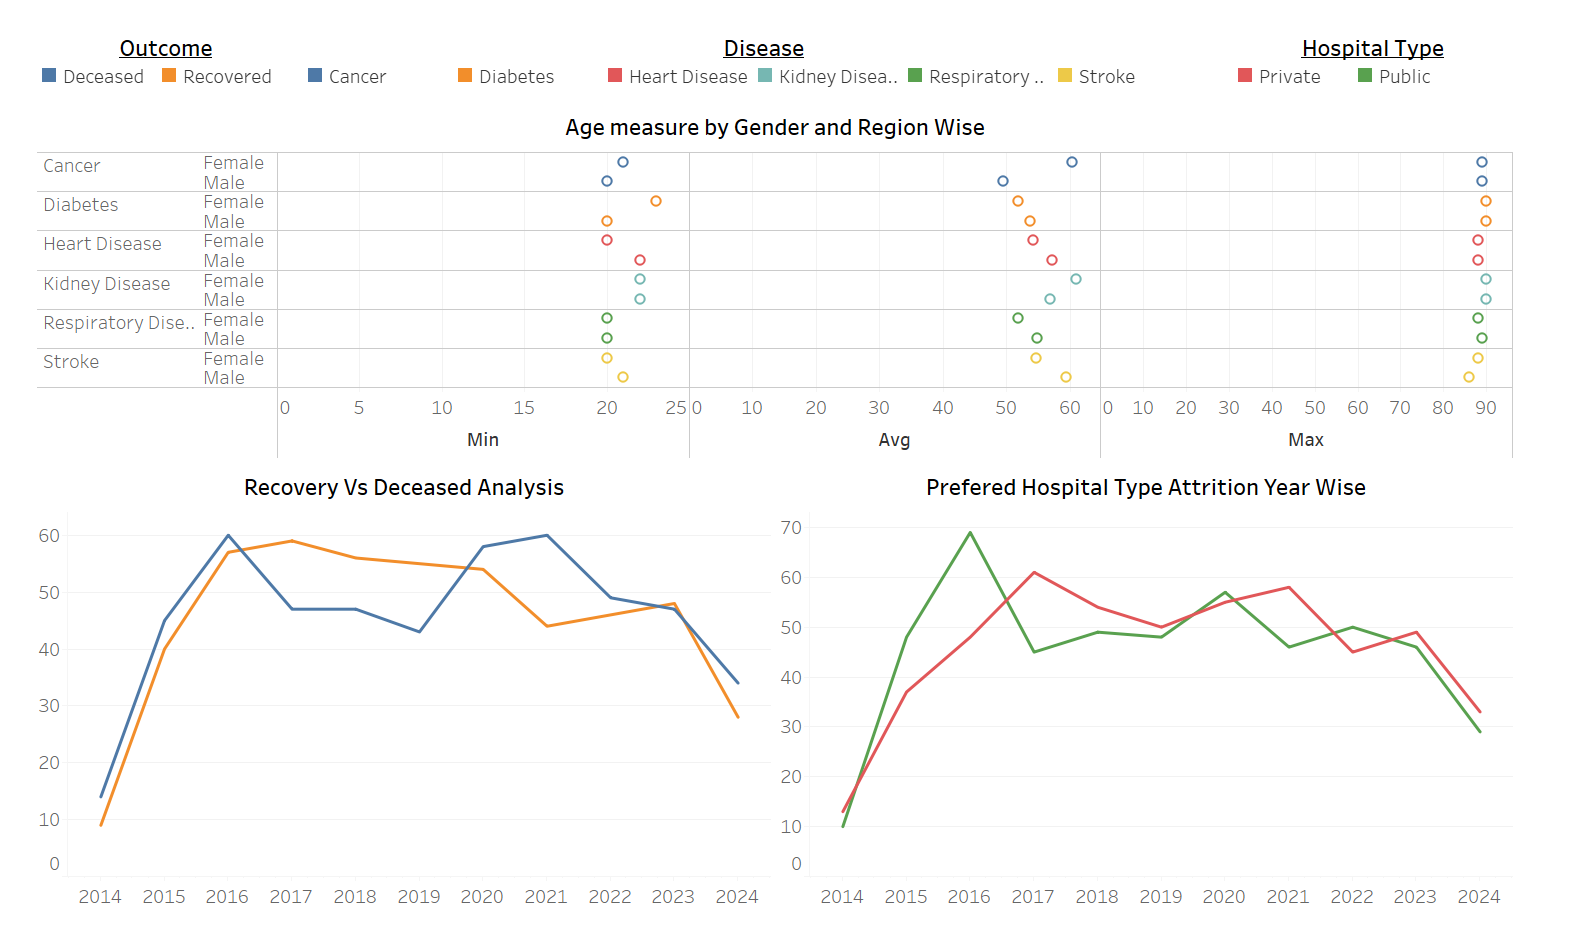 Outcome Disease Hospital Type
Deceased Recovered Cancer Diabetes Heart Disease Kidney Disea.. Respiratory .. Stroke Private Public
Age measure by Gender and Region Wise
Cancer Female
Male
Diabetes Female
Male
Heart Disease Female
Male
Kidney Disease Female
Male
Respiratory Dise.. Female
Male
Stroke Female
Male
0 5 10 15 20 25 0 10 20 30 40 50 60 0 10 20 30 40 50 60 70 80 90
Min Avg Max
Recovery Vs Deceased Analysis
60
50
40
30
20
10
0
2014 2015 2016 2017 2018 2019 2020 2021 2022 2023 2024
Prefered Hospital Type Attrition Year Wise
70
60
50
40
30
20
10
0
2014 2015 2016 2017 2018 2019 2020 2021 2022 2023 2024